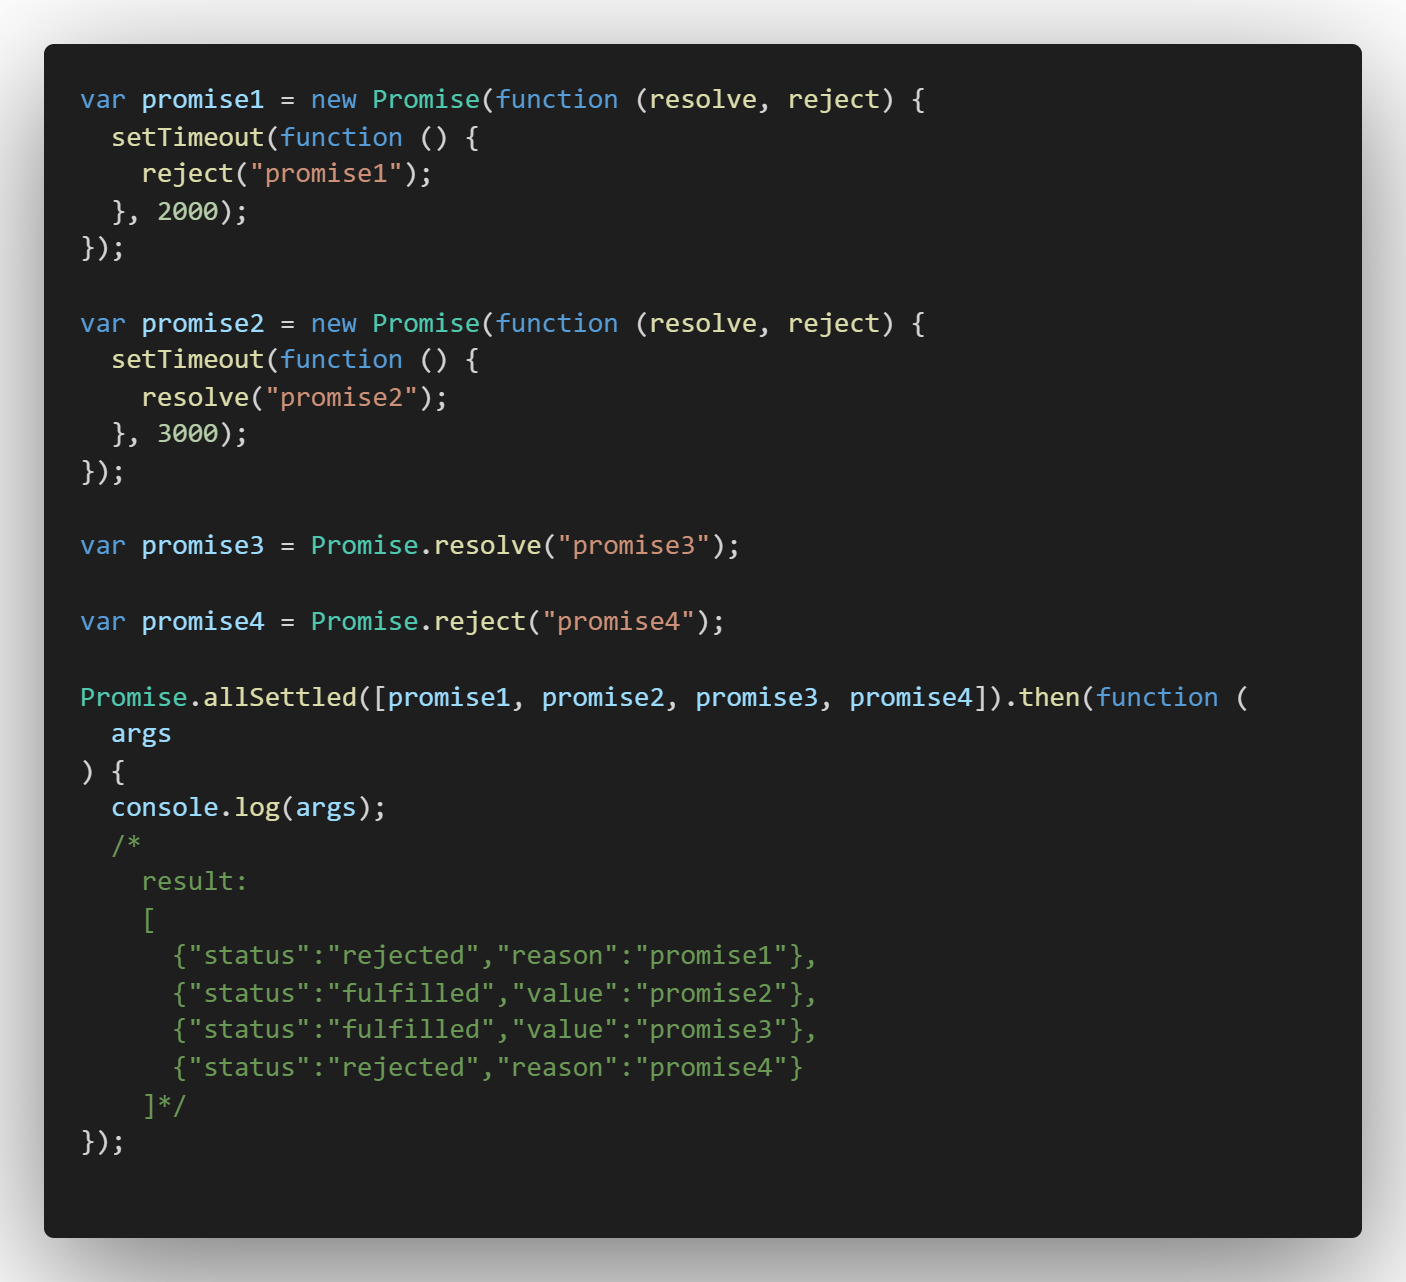 var promise1 = new Promise(function (resolve, reject) {
  setTimeout(function () {
    reject("promise1");
  }, 2000);
});

var promise2 = new Promise(function (resolve, reject) {
  setTimeout(function () {
    resolve("promise2");
  }, 3000);
});

var promise3 = Promise.resolve("promise3");

var promise4 = Promise.reject("promise4");

Promise.allSettled([promise1, promise2, promise3, promise4]).then(function (
  args
) {
  console.log(args);
  /*
    result:
    [
      {"status":"rejected","reason":"promise1"},
      {"status":"fulfilled","value":"promise2"},
      {"status":"fulfilled","value":"promise3"},
      {"status":"rejected","reason":"promise4"}
    ]*/
});